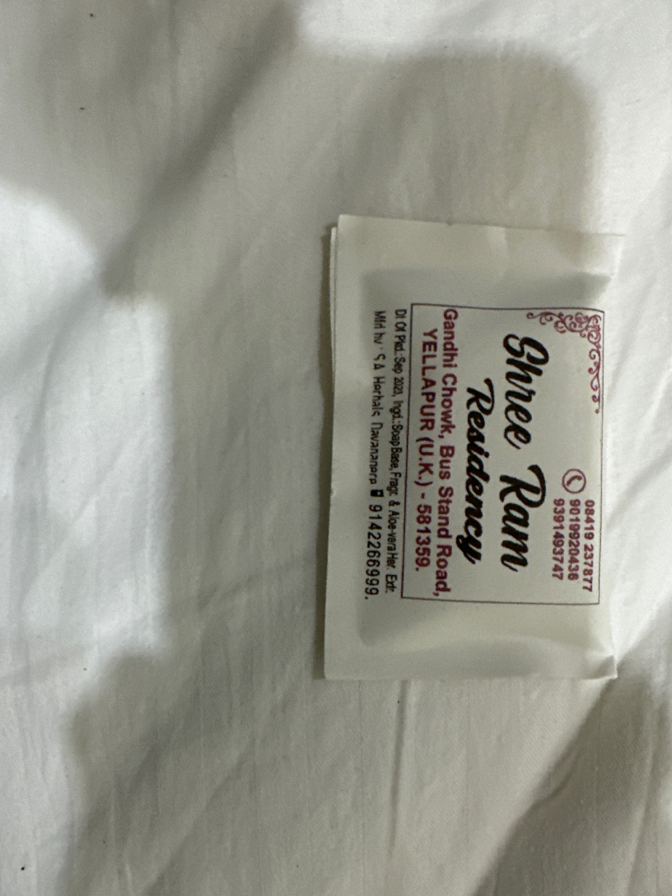 08419 237877
9019920436
9391493747
Shree Ram
Residency
Gandhi Chowk, Bus Stand Road,
YELLAPUR (U.K.) - 581359.
Dt Of Pkd.: Sep 2023, Ingd.: Soap Base, Fragr. & Aloe-vera Her. Extr.
Mfd by : S A Herbals, Davanagere 9142266999.